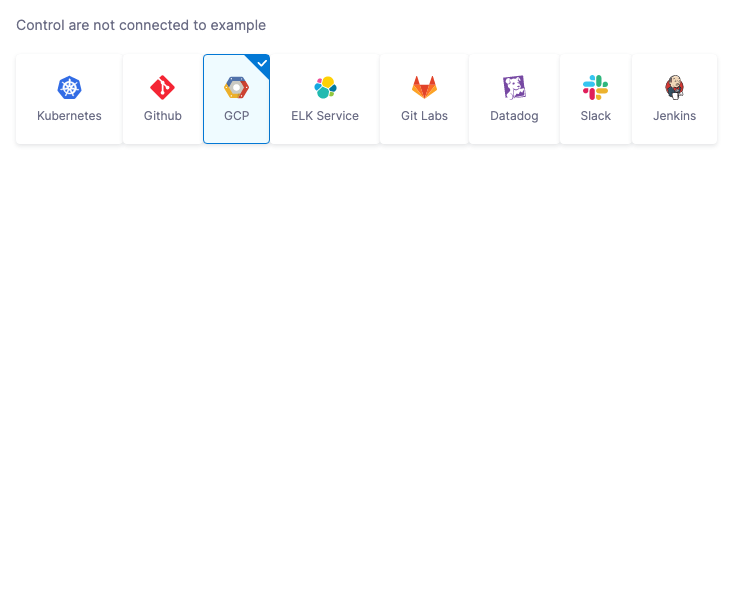 Control are not connected to example
Kubernetes
Github
GCP
ELK Service
Git Labs
Datadog
Slack
Jenkins